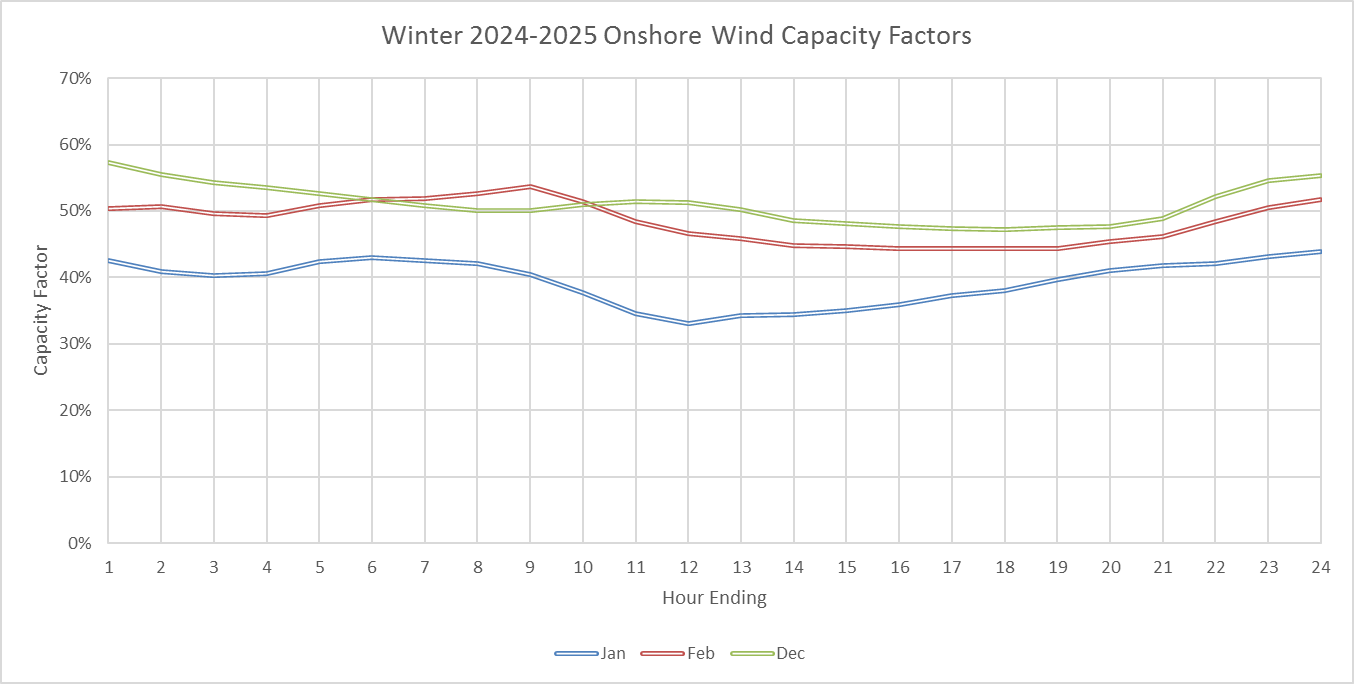 Winter 2024-2025 Onshore Wind Capacity Factors
70%
60%
50%
40%
30%
20%
10%
0%
Capacity Factor
1 2 3 4 5 6 7 8 9 10 11 12 13 14 15 16 17 18 19 20 21 22 23 24
Hour Ending
Jan Feb Dec